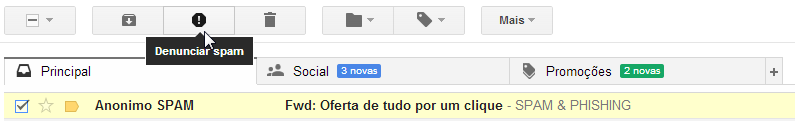 Mais
Denunciar spam
Principal Social 3 novas Promoções 2 novas +
Anonimo SPAM Fwd: Oferta de tudo por um clique - SPAM & PHISHING